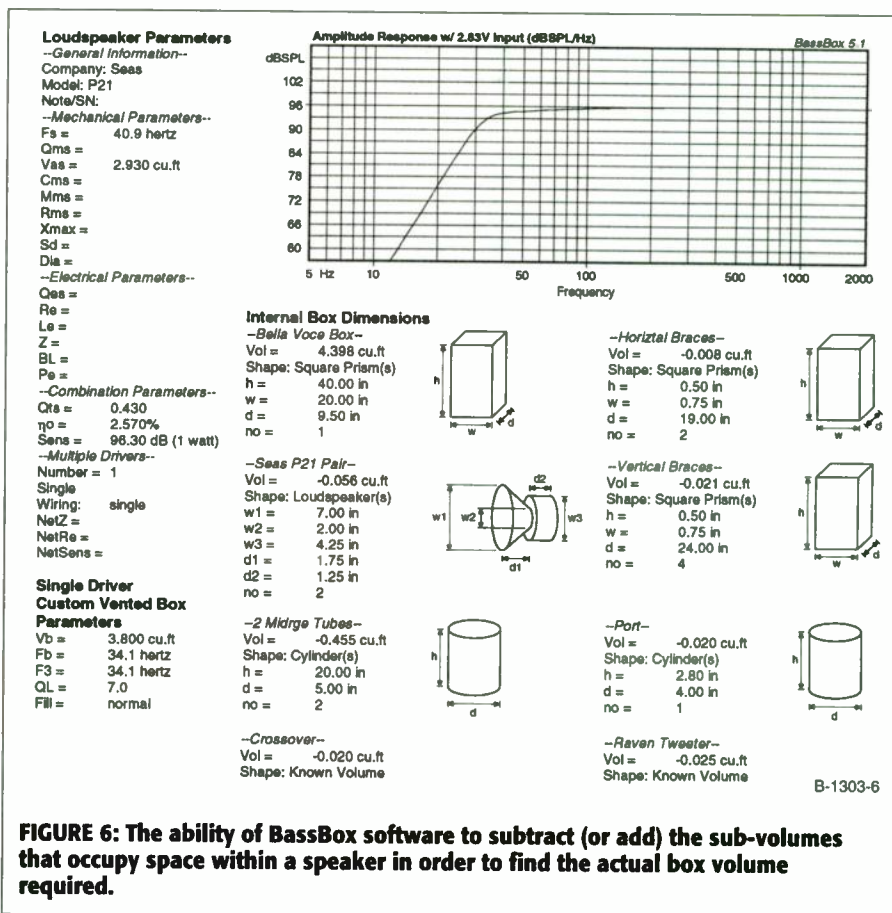 Loudspeaker Parameters
--General Information--
Company: Seas
Model: P21
Note/SN:
--Mechanical Parameters--
Fs = 40.9 hertz
Qms =
Vas = 2.930 cu.ft
Cms =
Mms =
Rms =
Xmax =
Sd =
Dia =
--Electrical Parameters--
Qes =
Re =
Le =
Z =
BL =
Pe =
--Combination Parameters--
Qts = 0.430
ηo = 2.570%
Sens = 96.30 dB (1 watt)
--Multiple Drivers--
Number = 1
Single
Wiring: single
NetZ =
NetRe =
NetSens =
Single Driver
Custom Vented Box
Parameters
Vb = 3.800 cu.ft
Fb = 34.1 hertz
F3 = 34.1 hertz
QL = 7.0
Fill = normal
Amplitude Response w/ 2.83V Input (dBSPL/Hz)
BassBox 5.1
dBSPL
102
96
90
84
78
72
66
60
5 Hz 10 50 100 500 1000 2000
Frequency
Internal Box Dimensions
--Bella Voce Box--
Vol = 4.398 cu.ft
Shape: Square Prism(s)
h = 40.00 in
w = 20.00 in
d = 9.50 in
no = 1
h
w
d
--Horiztal Braces--
Vol = -0.008 cu.ft
Shape: Square Prism(s)
h = 0.50 in
w = 0.75 in
d = 19.00 in
no = 2
h
w
d
--Seas P21 Pair--
Vol = -0.056 cu.ft
Shape: Loudspeaker(s)
w1 = 7.00 in
w2 = 2.00 in
w3 = 4.25 in
d1 = 1.75 in
d2 = 1.25 in
no = 2
d2
w1 w2 w3
d1
--Vertical Braces--
Vol = -0.021 cu.ft
Shape: Square Prism(s)
h = 0.50 in
w = 0.75 in
d = 24.00 in
no = 4
h
w
d
--2 Midrge Tubes--
Vol = -0.455 cu.ft
Shape: Cylinder(s)
h = 20.00 in
d = 5.00 in
no = 2
h
d
--Port--
Vol = -0.020 cu.ft
Shape: Cylinder(s)
h = 2.80 in
d = 4.00 in
no = 1
h
d
--Crossover--
Vol = -0.020 cu.ft
Shape: Known Volume
--Raven Tweeter--
Vol = -0.025 cu.ft
Shape: Known Volume
B-1303-6
FIGURE 6: The ability of BassBox software to subtract (or add) the sub-volumes
that occupy space within a speaker in order to find the actual box volume
required.